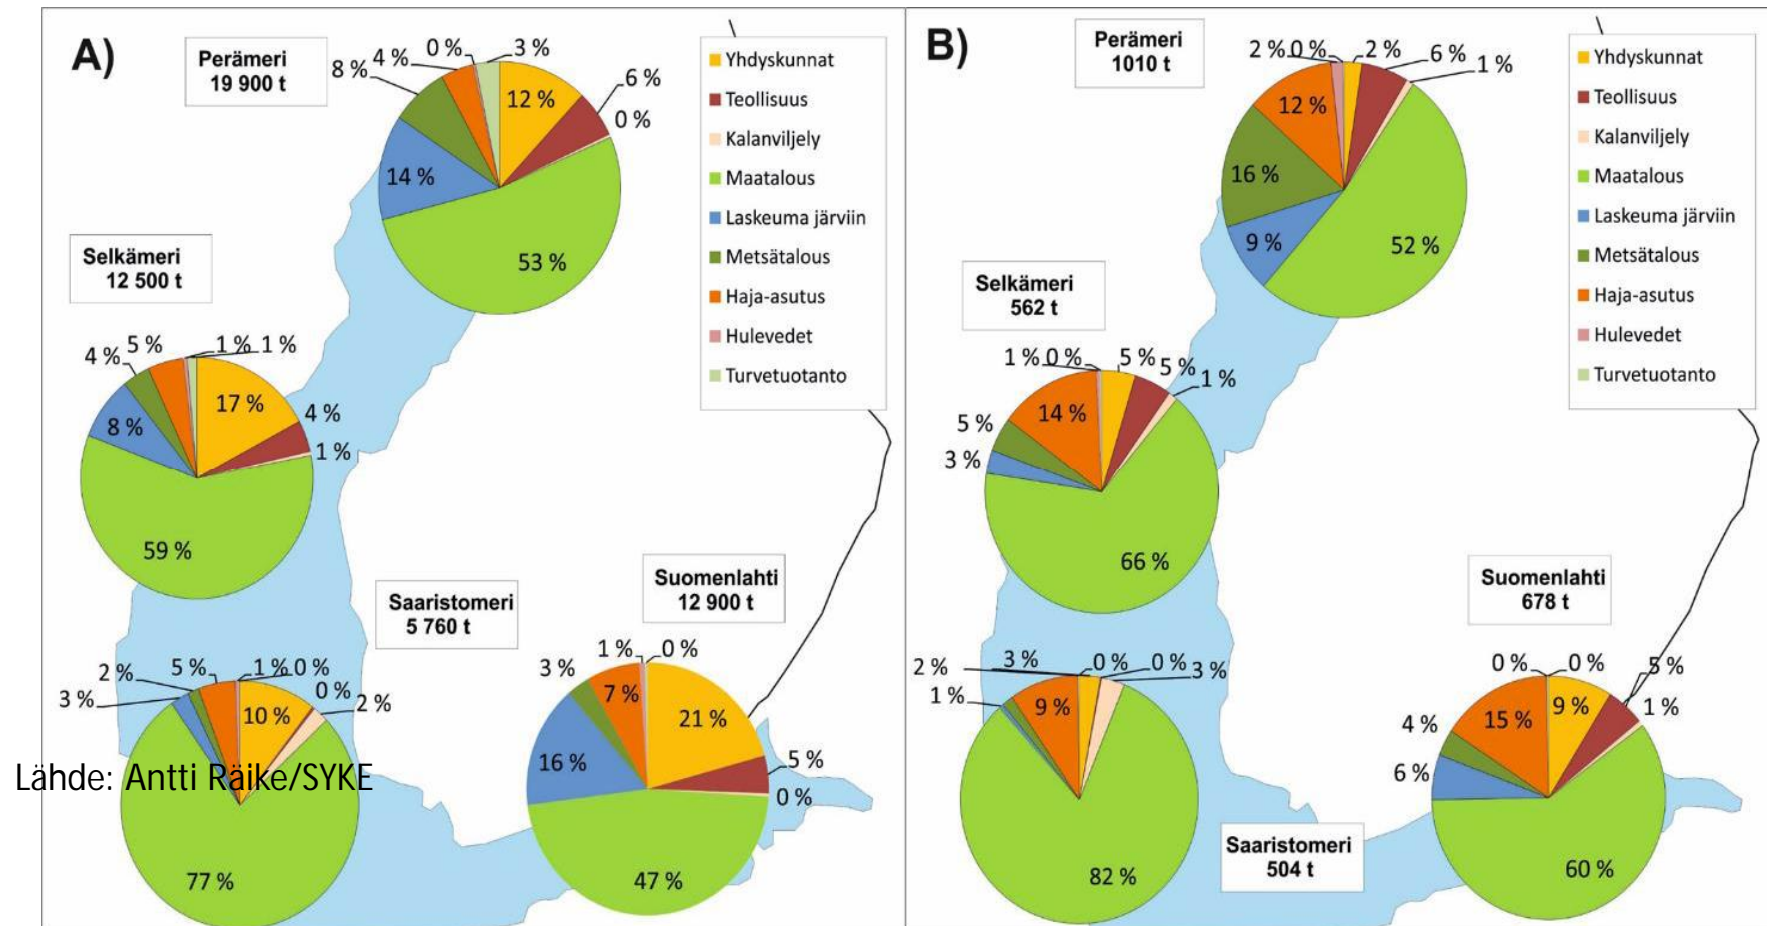 A)
Perämeri
19 900 t
8 %
4 %
0 %
3 %
12 %
6 %
0 %
14 %
53 %
Yhdyskunnat
Teollisuus
Kalanviljely
Maatalous
Laskeuma järviin
Metsätalous
Haja-asutus
Hulevedet
Turvetuotanto
Selkämeri
12 500 t
4 %
5 %
1 %
1 %
17 %
4 %
1 %
8 %
59 %
Saaristomeri
5 760 t
3 %
2 %
5 %
1 %
0 %
10 %
0 %
2 %
77 %
Suomenlahti
12 900 t
3 %
7 %
1 %
0 %
21 %
5 %
0 %
16 %
47 %
Lähde: Antti Räike/SYKE
B)
Perämeri
1010 t
2 %
0 %
2 %
6 %
1 %
12 %
16 %
9 %
52 %
Yhdyskunnat
Teollisuus
Kalanviljely
Maatalous
Laskeuma järviin
Metsätalous
Haja-asutus
Hulevedet
Turvetuotanto
Selkämeri
562 t
1 %
0 %
5 %
5 %
1 %
14 %
5 %
3 %
66 %
2 %
3 %
0 %
0 %
3 %
1 %
9 %
82 %
Saaristomeri
504 t
Suomenlahti
678 t
0 %
0 %
5 %
1 %
15 %
9 %
4 %
6 %
60 %